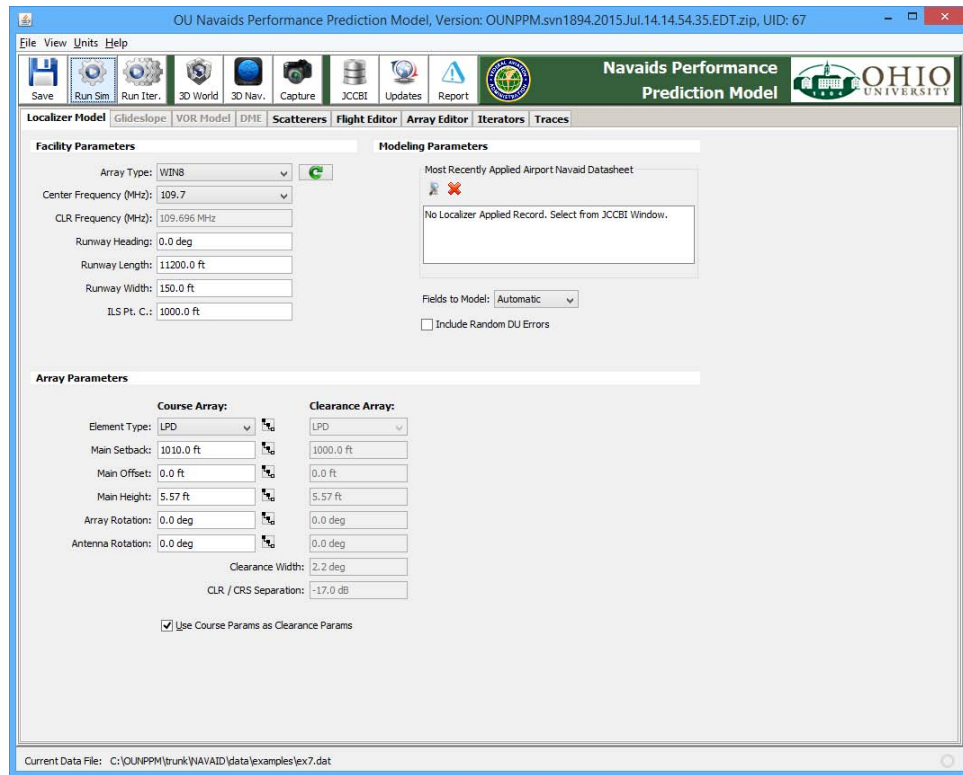 OU Navaids Performance Prediction Model, Version: OUNPPM.svn1894.2015.Jul.14.14.54.35.EDT.zip, UID: 67
File View Units Help
Save Run Sim Run Iter. 3D World 3D Nav. Capture JCCBI Updates Report
Navaids Performance
Prediction Model
OHIO
UNIVERSITY
Localizer Model Glideslope VOR Model DME Scatterers Flight Editor Array Editor Iterators Traces
Facility Parameters
Array Type: WIN8
Center Frequency (MHz): 109.7
CLR Frequency (MHz): 109.696 MHz
Runway Heading: 0.0 deg
Runway Length: 11200.0 ft
Runway Width: 150.0 ft
ILS Pt. C.: 1000.0 ft
Modeling Parameters
Most Recently Applied Airport Navaid Datasheet
No Localizer Applied Record. Select from JCCBI Window.
Fields to Model: Automatic
Include Random DU Errors
Array Parameters
Course Array: Clearance Array:
Element Type: LPD LPD
Main Setback: 1010.0 ft 1000.0 ft
Main Offset: 0.0 ft 0.0 ft
Main Height: 5.57 ft 5.57 ft
Array Rotation: 0.0 deg 0.0 deg
Antenna Rotation: 0.0 deg 0.0 deg
Clearance Width: 2.2 deg
CLR / CRS Separation: -17.0 dB
Use Course Params as Clearance Params
Current Data File: C:\OUNPPM\trunk\NAVAID\data\examples\ex7.dat